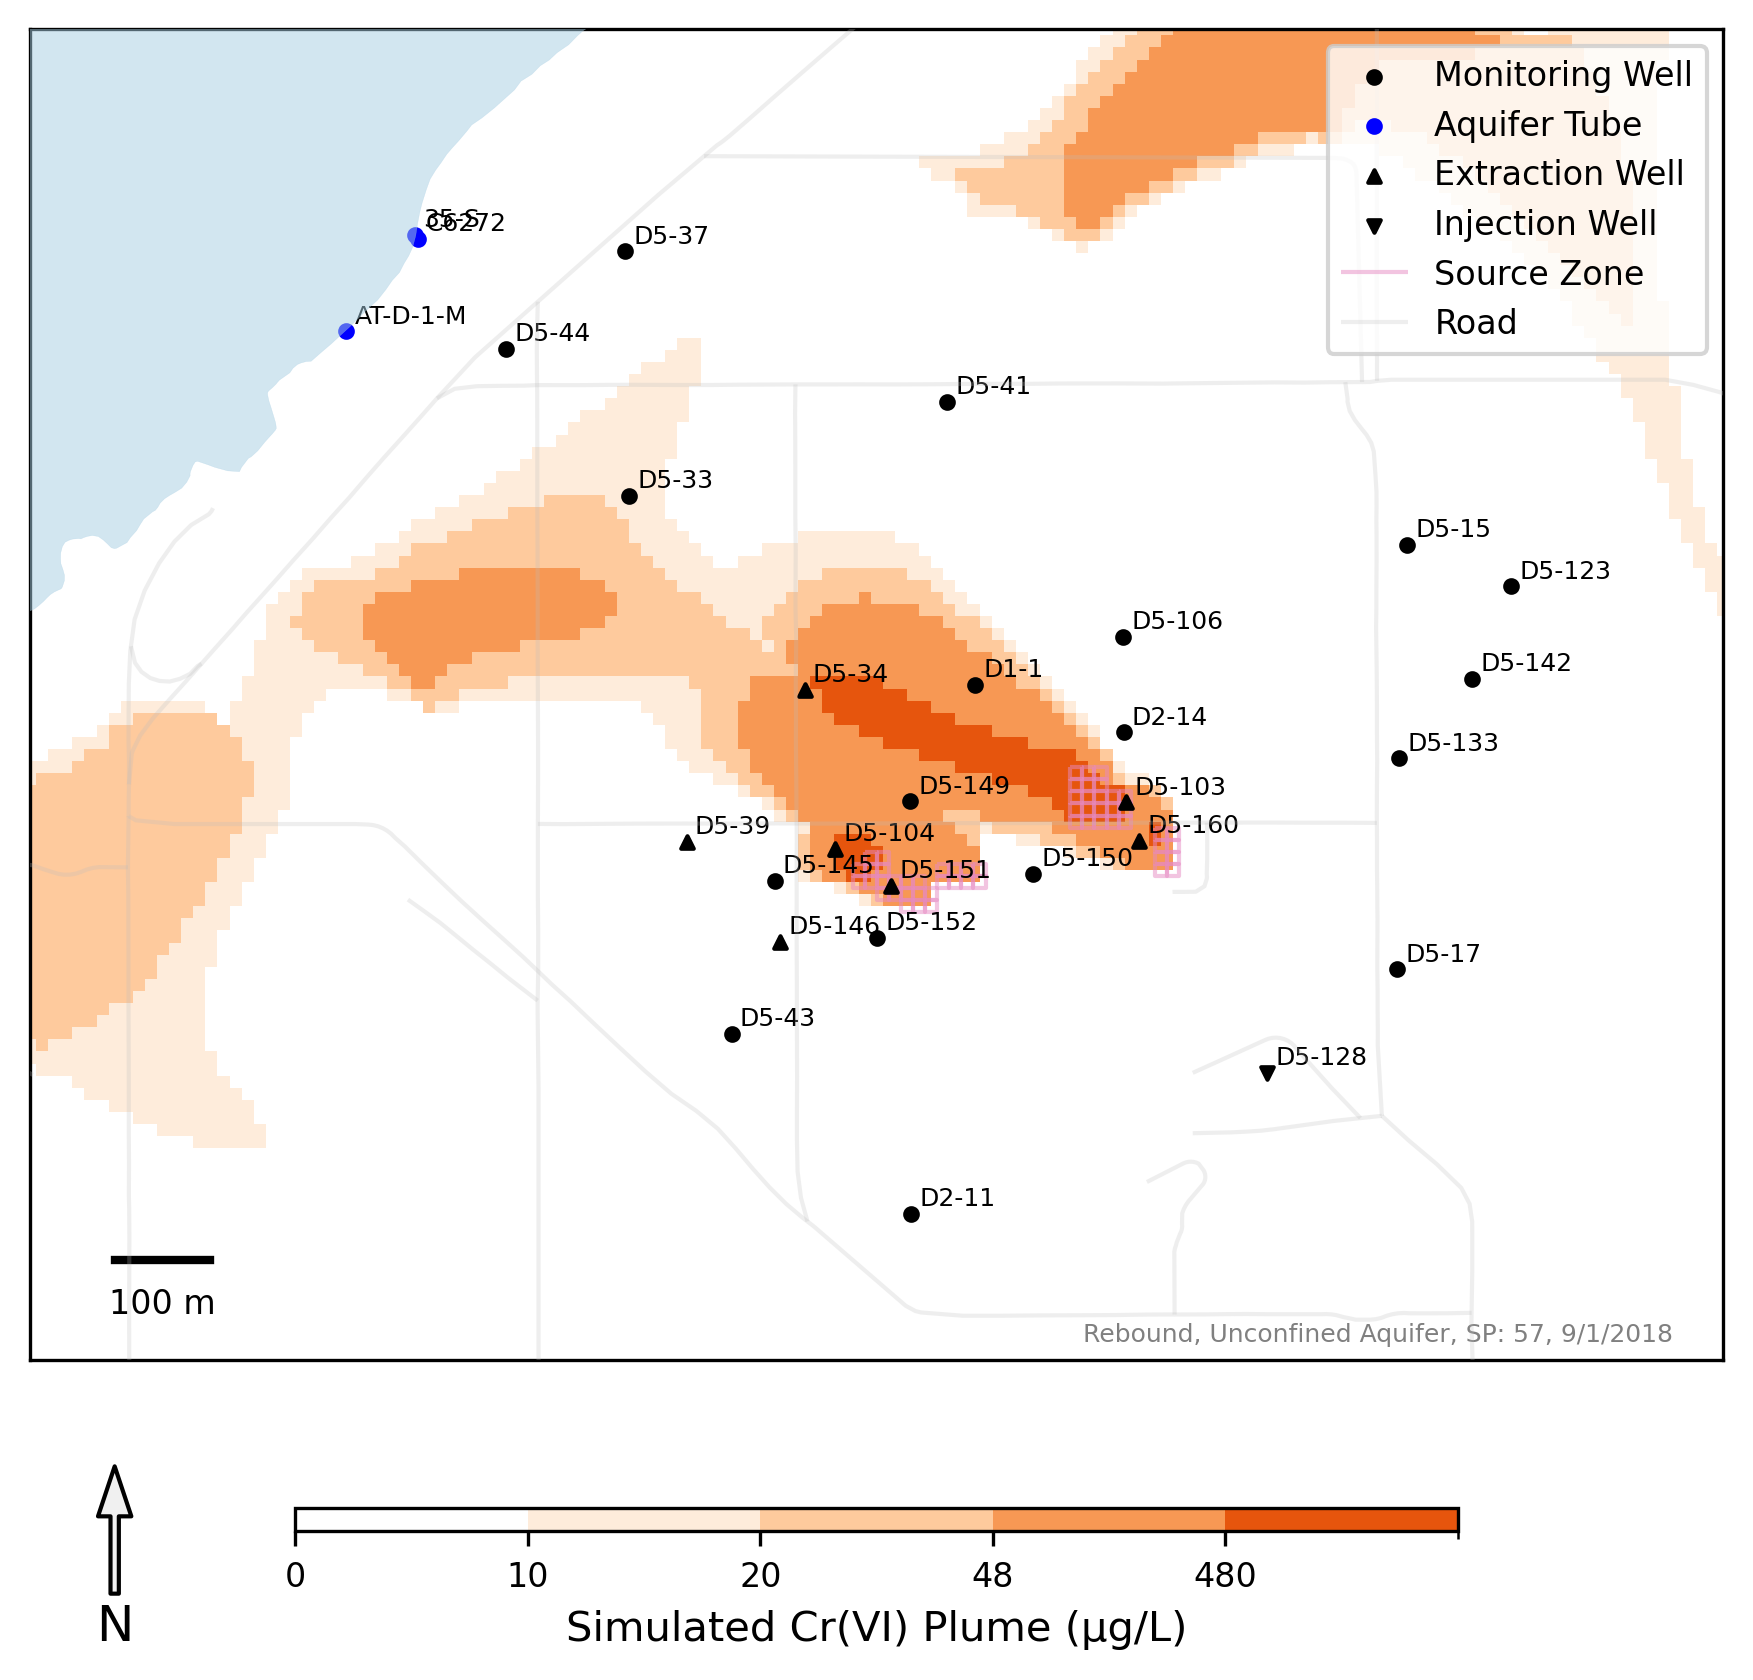 Monitoring Well
Aquifer Tube
Extraction Well
Injection Well
Source Zone
Road
35-S
C6272
D5-37
AT-D-1-M
D5-44
D5-41
D5-33
D5-15
D5-123
D5-106
D5-142
D5-34
D1-1
D2-14
D5-133
D5-149
D5-103
D5-39
D5-104
D5-160
D5-145
D5-151
D5-150
D5-146
D5-152
D5-17
D5-43
D5-128
D2-11
100 m
Rebound, Unconfined Aquifer, SP: 57, 9/1/2018
N
0 10 20 48 480
Simulated Cr(VI) Plume (µg/L)